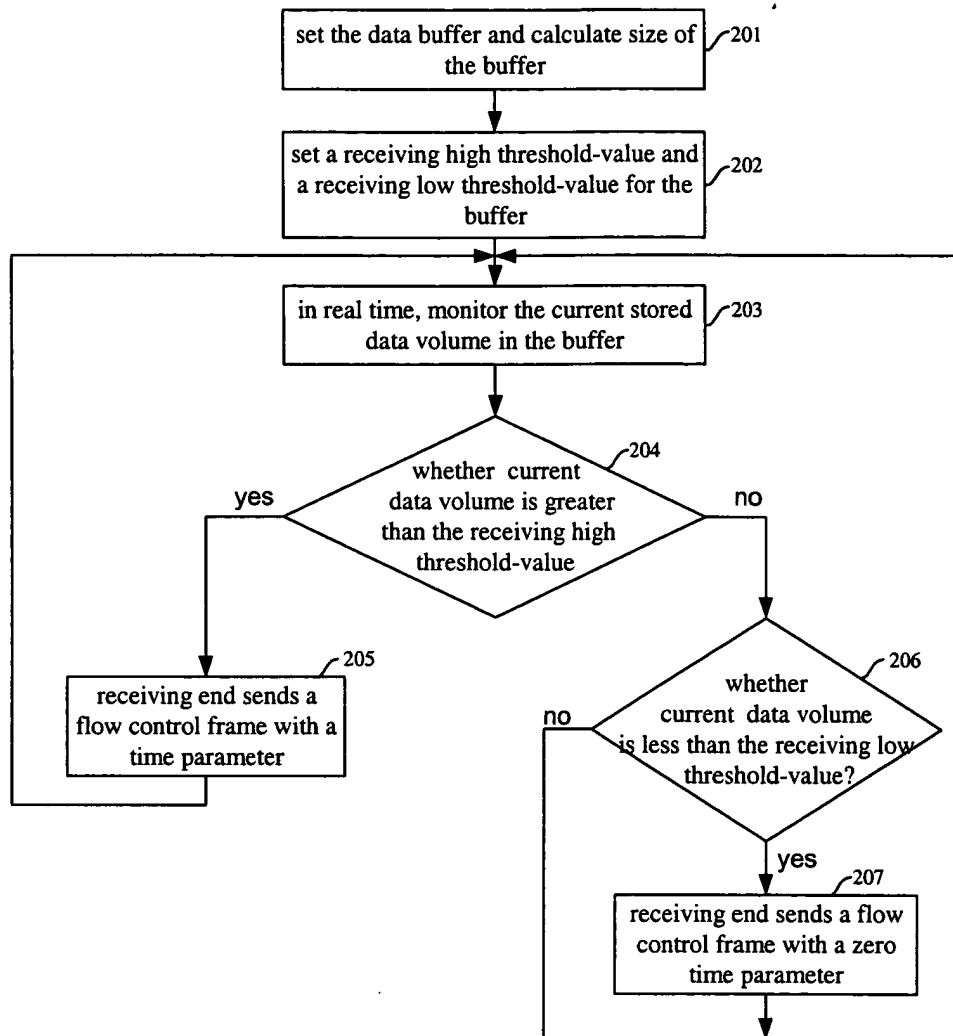 set the data buffer and calculate size of
the buffer
201
set a receiving high threshold-value and
a receiving low threshold-value for the
buffer
202
in real time, monitor the current stored
data volume in the buffer
203
whether current
data volume is greater
than the receiving high
threshold-value
204
yes
no
receiving end sends a
flow control frame with a
time parameter
205
whether
current data volume
is less than the receiving low
threshold-value?
206
no
yes
receiving end sends a flow
control frame with a zero
time parameter
207